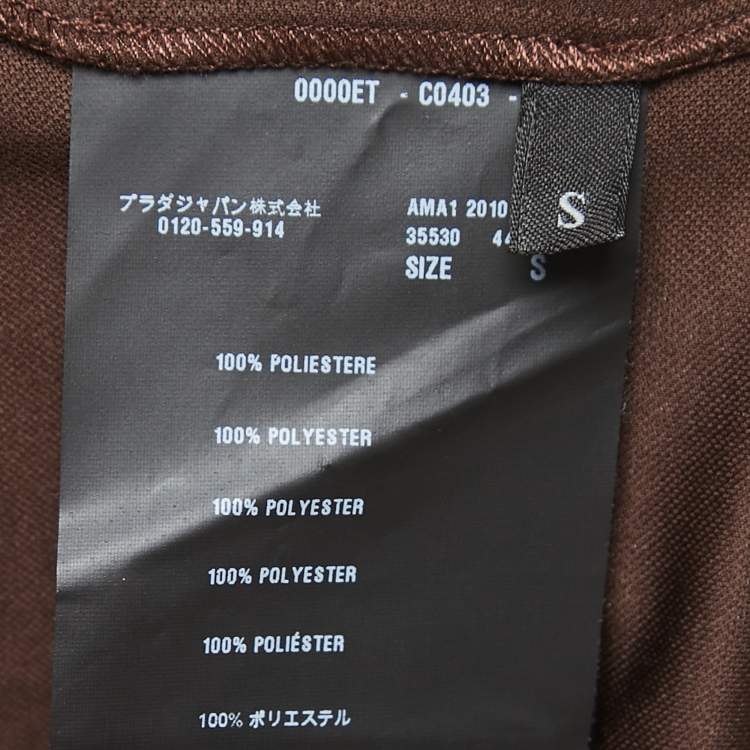 0000ET - C0403 -
S
プラダジャパン株式会社
0120-559-914
AMA1 2010
35530
SIZE S
100% POLIESTERE
100% POLYESTER
100% POLYESTER
100% POLYESTER
100% POLIÉSTER
100% ポリエステル